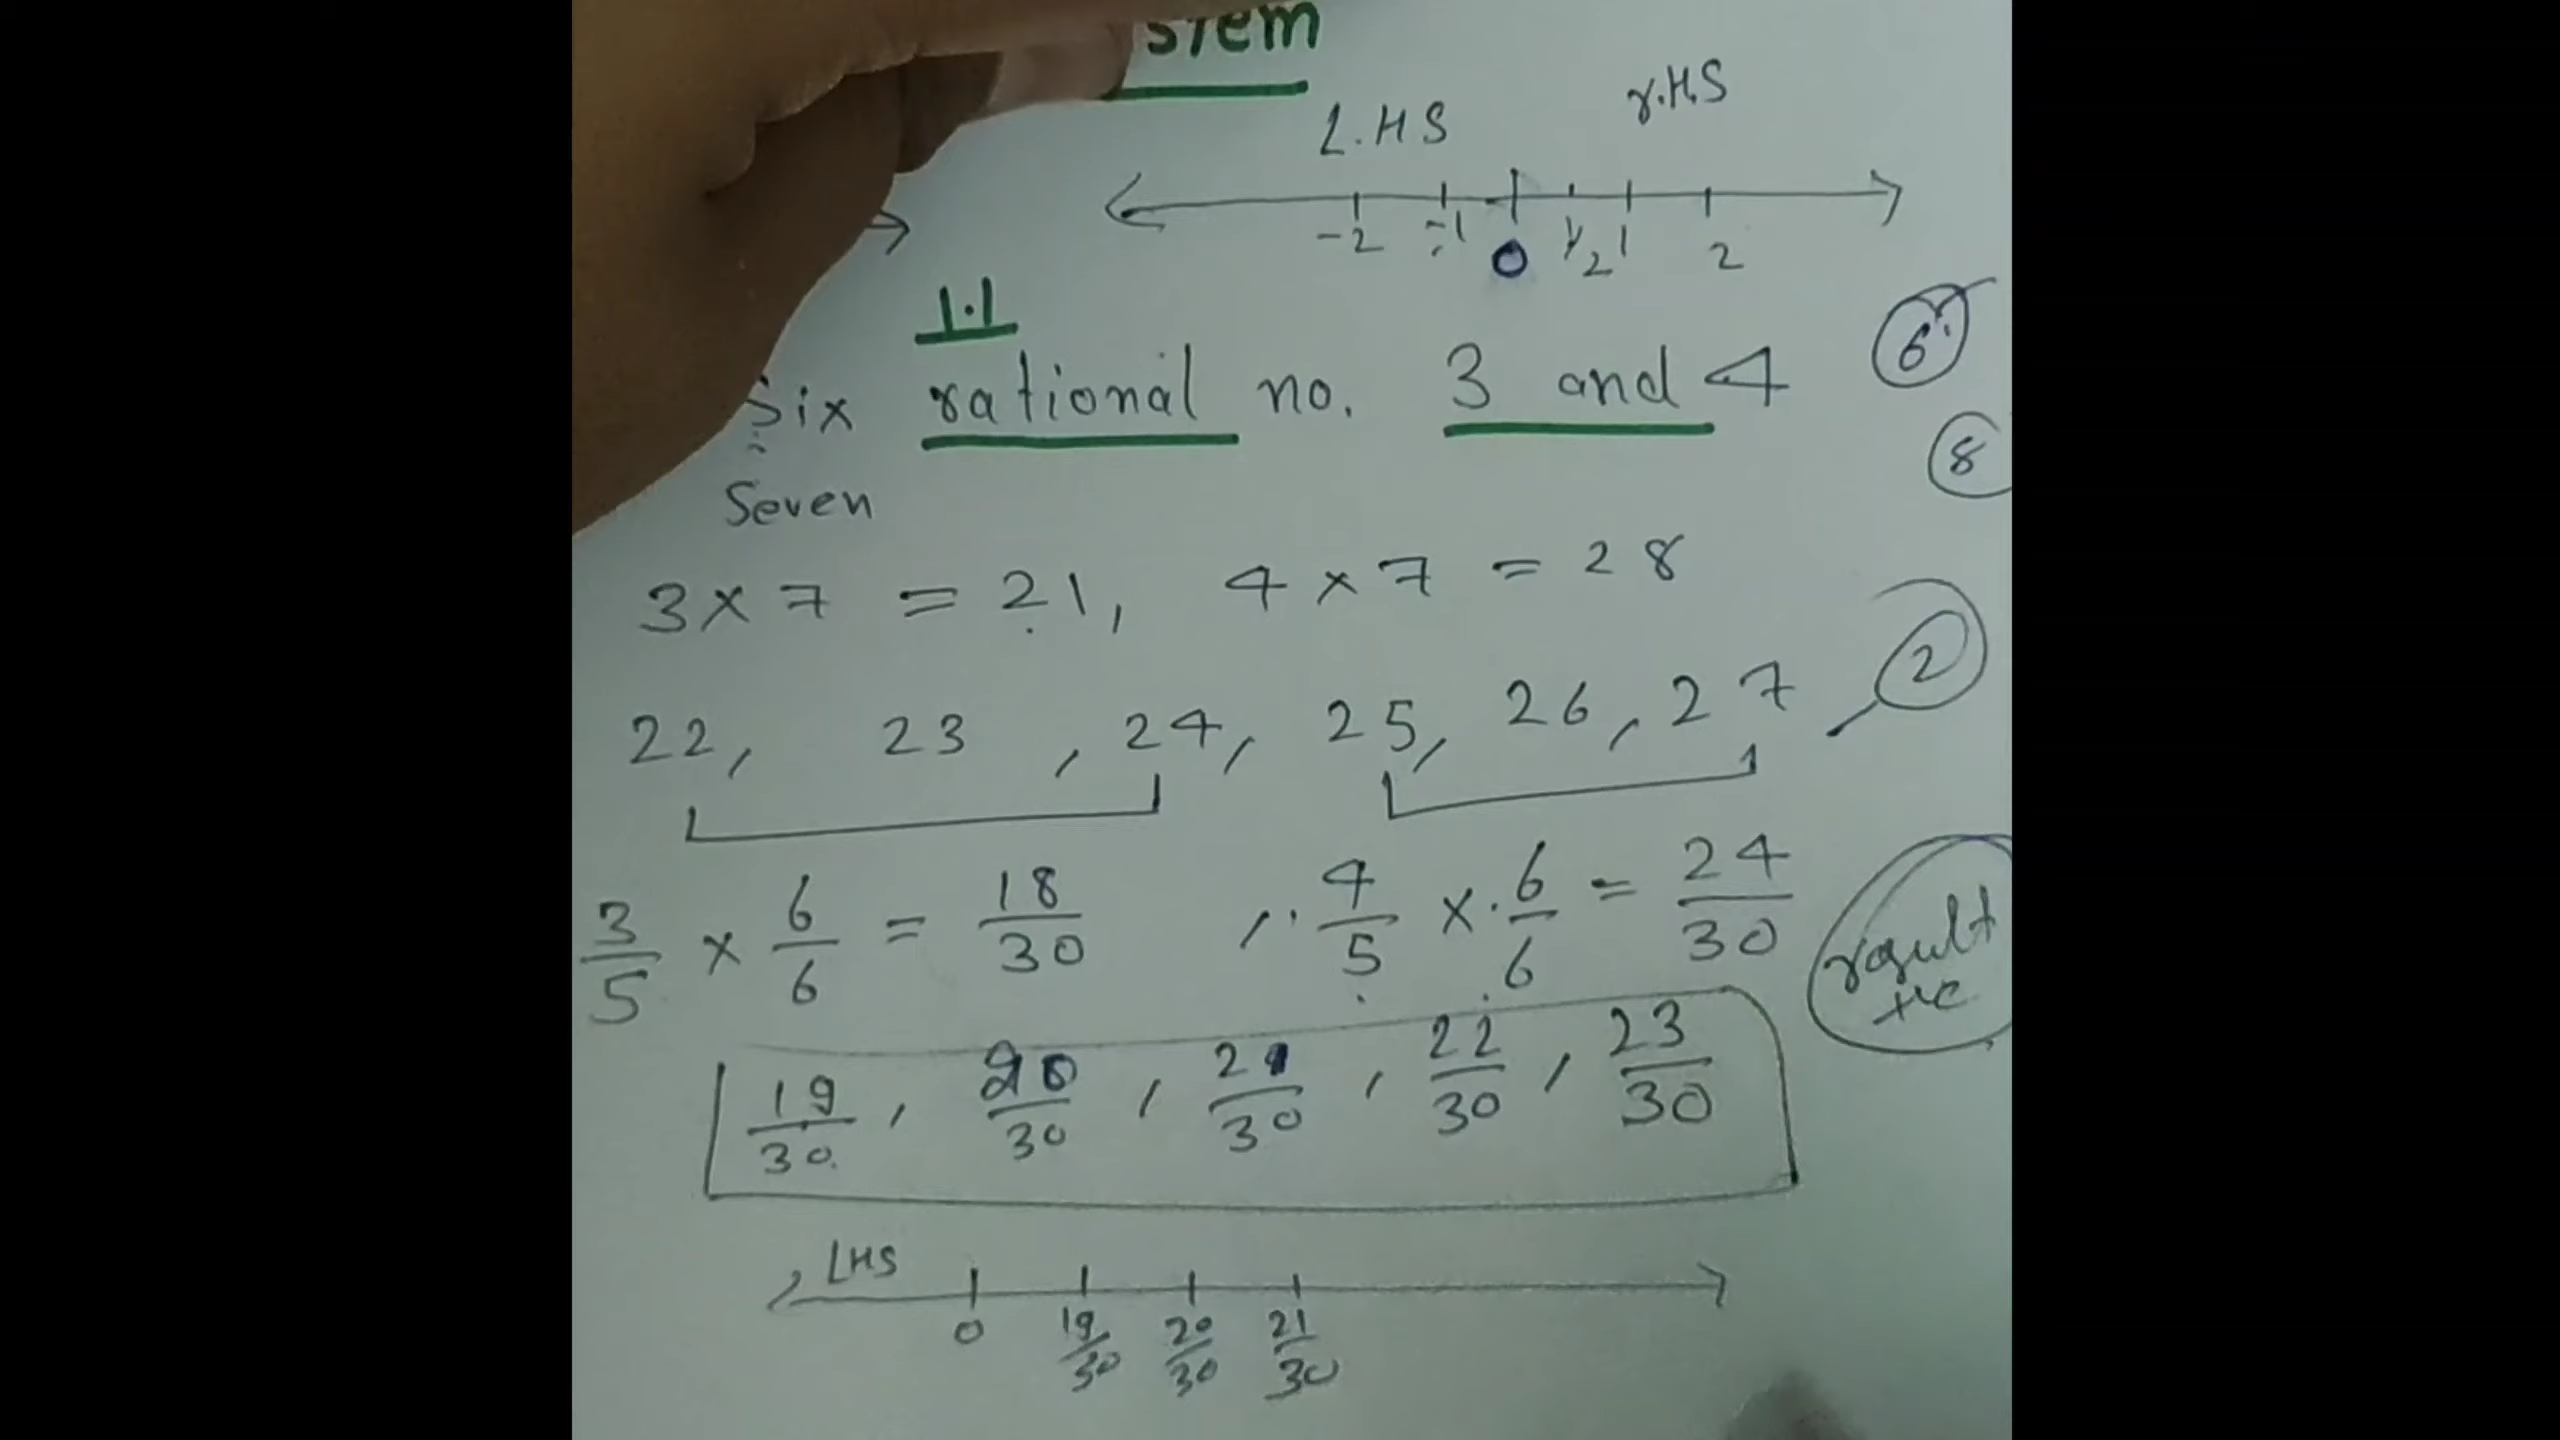 stem
L.H.S r.H.S
-2 -1 0 1/2 1 2
1.1
Six rational no. 3 and 4 6
8
Seven
3 x 7 = 21, 4 x 7 = 28
22, 23, 24, 25, 26, 27 2
3/5 x 6/6 = 18/30, 4/5 x 6/6 = 24/30
result
19/30, 20/30, 21/30, 22/30, 23/30
LHS
0 19/30 20/30 21/30